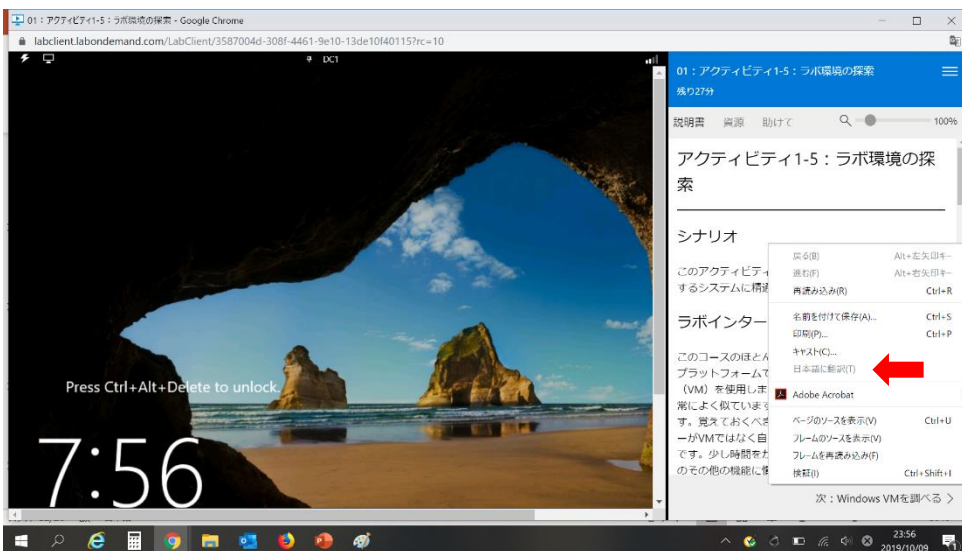 01：アクティビティ1-5：ラボ環境の探索 - Google Chrome
labclient.labondemand.com/LabClient/3587004d-308f-4461-9e10-13de10f40115?rc=10
DC1
Press Ctrl+Alt+Delete to unlock.
7:56
01：アクティビティ1-5：ラボ環境の探索
残り27分
説明書 資源 助けて 100%
アクティビティ1-5：ラボ環境の探
索
シナリオ
このアクティビティ
するシステムに精通
ラボインター
このコースのほとん
プラットフォームで
（VM）を使用しま
常によく似ています
す。覚えておくべき
ーがVMではなく自
です。少し時間をか
のその他の機能に慣
戻る(B) Alt+左矢印キー
進む(F) Alt+右矢印キー
再読み込み(R) Ctrl+R
名前を付けて保存(A)... Ctrl+S
印刷(P)... Ctrl+P
キャスト(C)...
日本語に翻訳(T)
Adobe Acrobat
ページのソースを表示(V) Ctrl+U
フレームのソースを表示(V)
フレームを再読み込み(F)
検証(I) Ctrl+Shift+I
次：Windows VMを調べる
23:56
2019/10/09